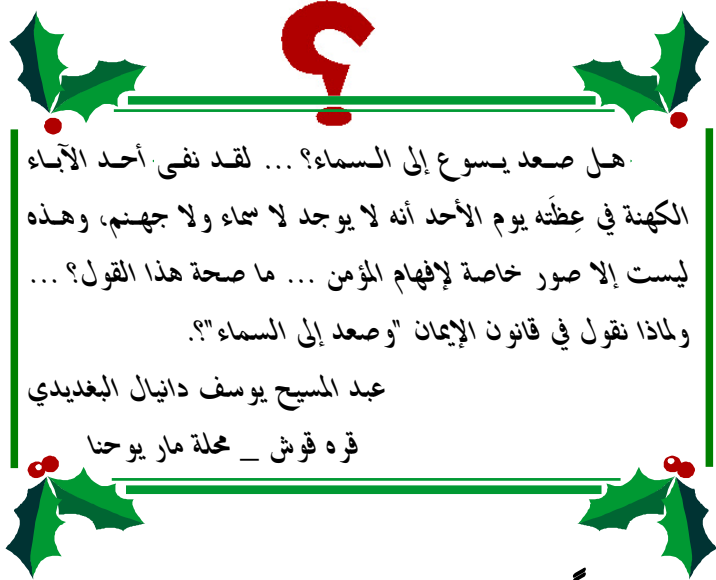 ؟
هل صعد يسوع إلى السماء؟ ... لقد نفى أحد الآباء
الكهنة في عِظَته يوم الأحد أنه لا يوجد لا سماء ولا جهنم، وهذه
ليست إلا صور خاصة لإفهام المؤمن ... ما صحة هذا القول؟ ...
ولماذا نقول في قانون الإيمان "وصعد إلى السماء"؟.
عبد المسيح يوسف دانيال البغديدي
قره قوش _ محلة مار يوحنا